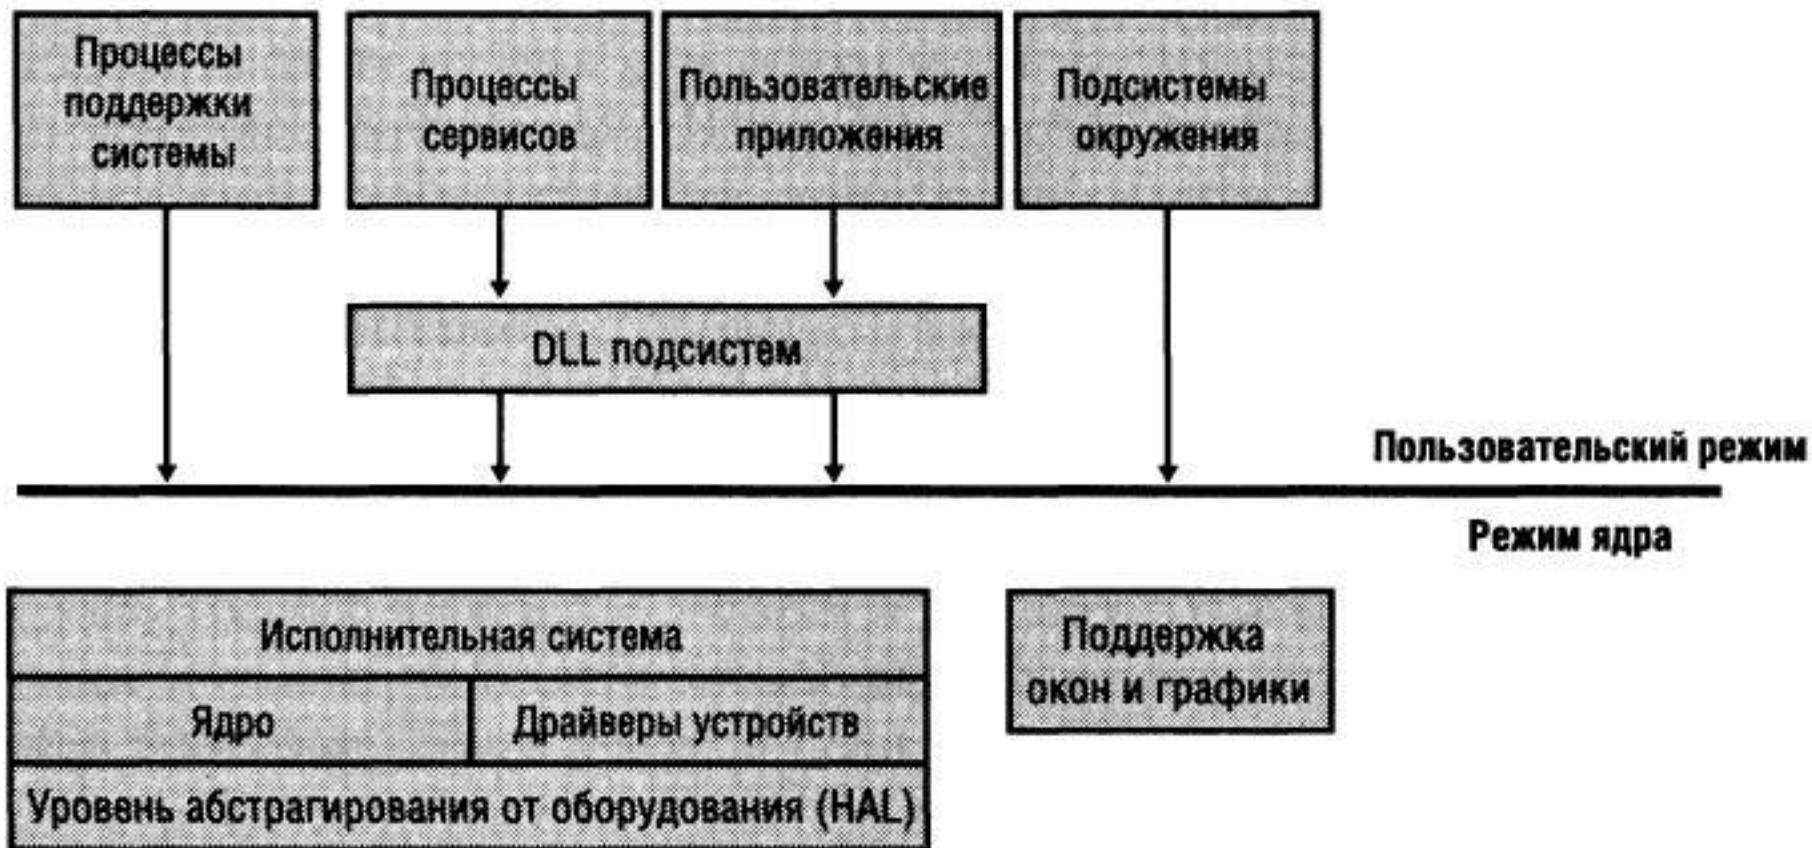 Процессы
поддержки
системы
Процессы
сервисов
Пользовательские
приложения
Подсистемы
окружения
DLL подсистем
Пользовательский режим
Режим ядра
Исполнительная система
Ядро
Драйверы устройств
Уровень абстрагирования от оборудования (HAL)
Поддержка
окон и графики